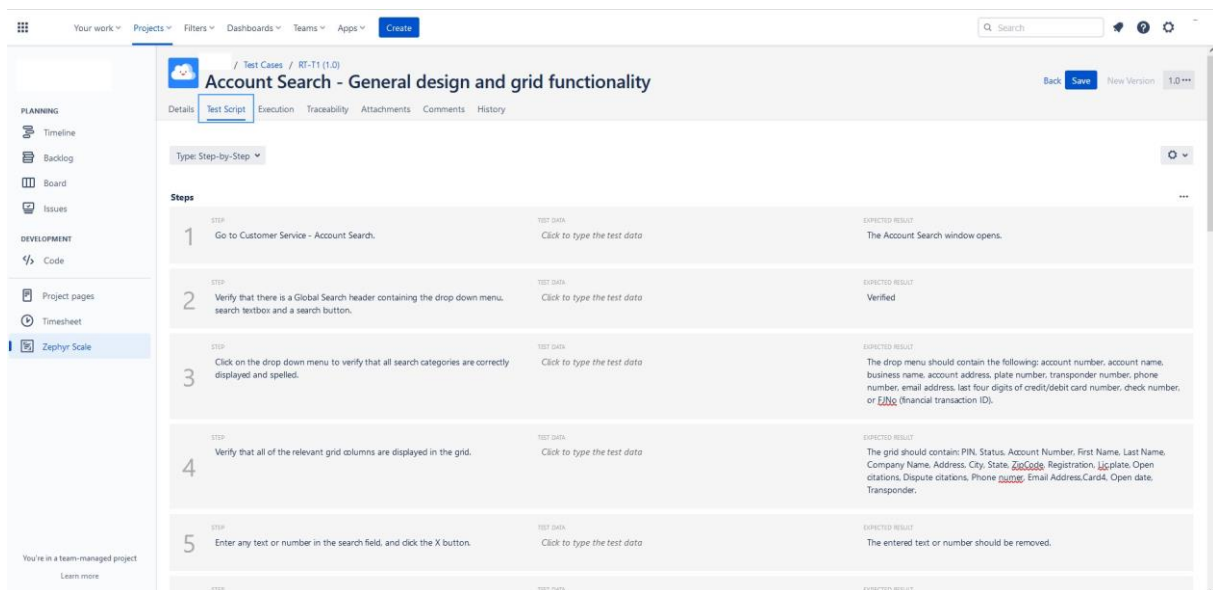 Your work Projects Filters Dashboards Teams Apps Create Search
/ Test Cases / RT-T1 (1.0)
Account Search - General design and grid functionality
Back Save New Version 1.0
Details Test Script Execution Traceability Attachments Comments History
PLANNING
Timeline
Backlog
Board
Issues
DEVELOPMENT
Code
Project pages
Timesheet
Zephyr Scale
You're in a team-managed project
Learn more
Type: Step-by-Step
Steps
STEP TEST DATA EXPECTED RESULT
1 Go to Customer Service - Account Search. Click to type the test data The Account Search window opens.
STEP TEST DATA EXPECTED RESULT
2 Verify that there is a Global Search header containing the drop down menu, Click to type the test data Verified
search textbox and a search button.
STEP TEST DATA EXPECTED RESULT
3 Click on the drop down menu to verify that all search categories are correctly Click to type the test data The drop menu should contain the following: account number, account name,
displayed and spelled. business name, account address, plate number, transponder number, phone
number, email address, last four digits of credit/debit card number, check number,
or FJNo (financial transaction ID).
STEP TEST DATA EXPECTED RESULT
4 Verify that all of the relevant grid columns are displayed in the grid. Click to type the test data The grid should contain: PIN, Status, Account Number, First Name, Last Name,
Company Name, Address, City, State, ZipCode, Registration, Lic.plate, Open
citations, Dispute citations, Phone numer, Email Address,Card4, Open date,
Transponder.
STEP TEST DATA EXPECTED RESULT
5 Enter any text or number in the search field, and click the X button. Click to type the test data The entered text or number should be removed.
STEP TEST DATA EXPECTED RESULT